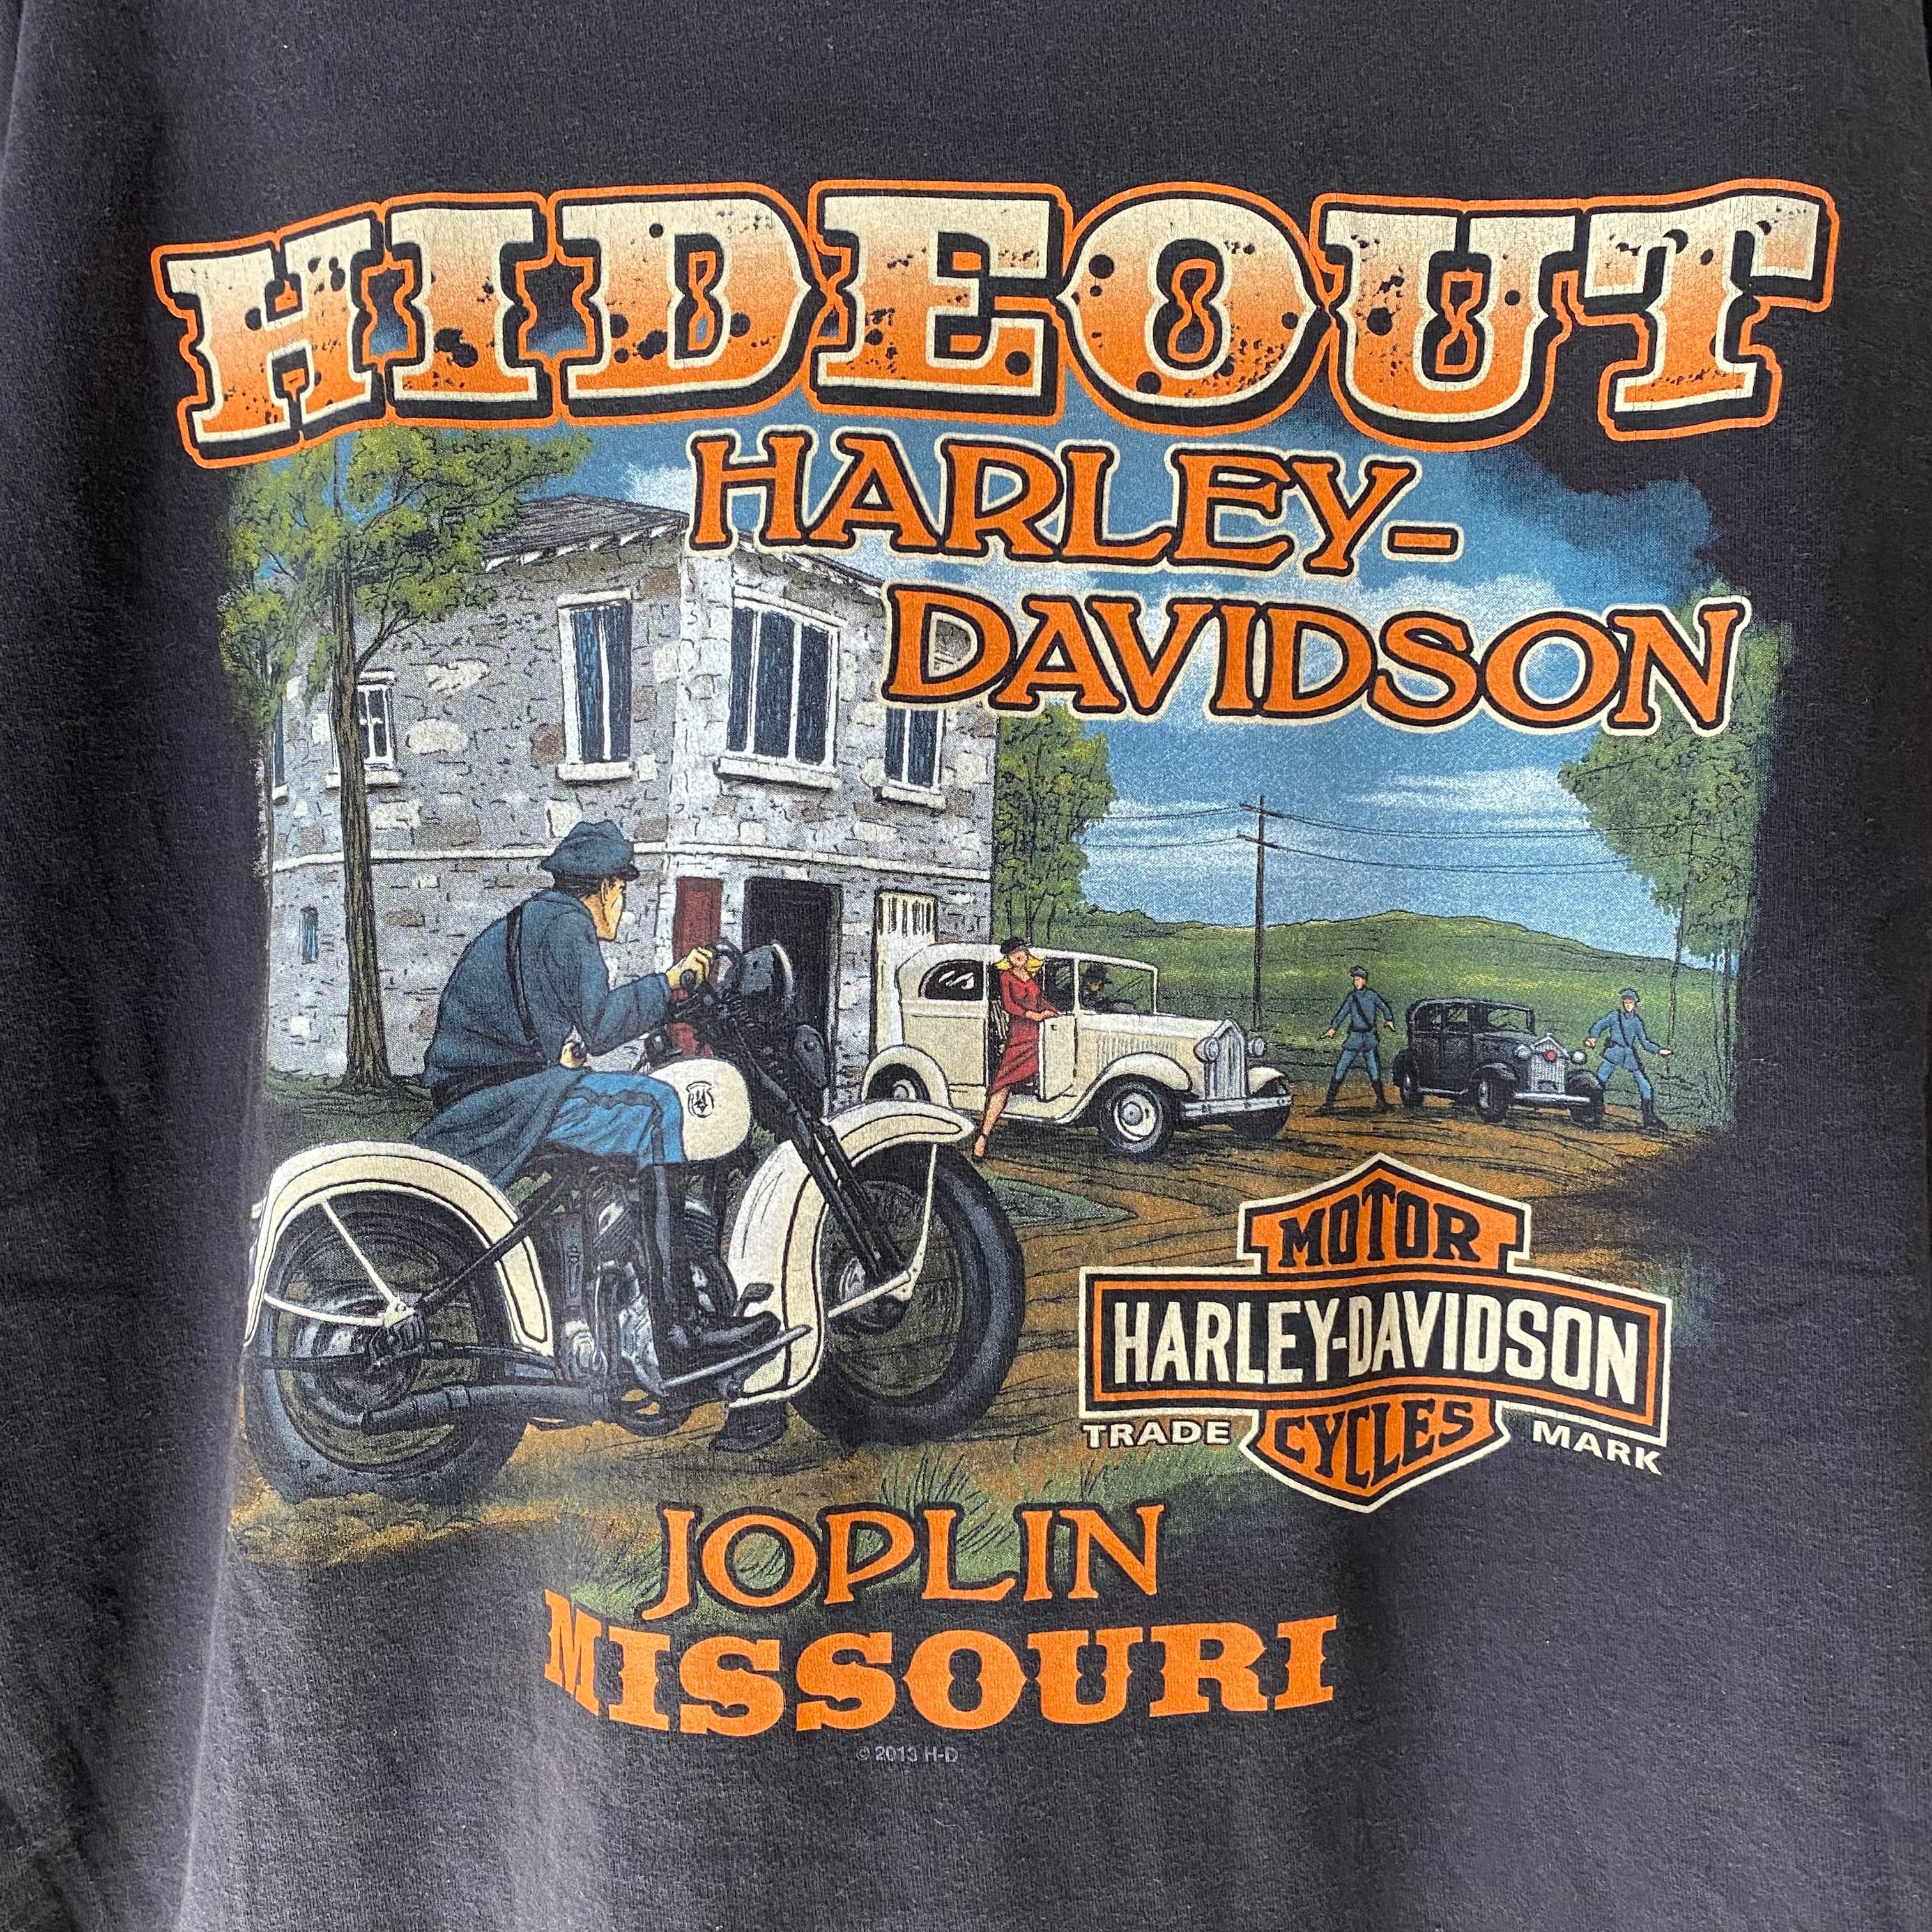 HIDEOUT
HARLEY-
DAVIDSON
MOTOR
HARLEY-DAVIDSON
CYCLES
TRADE MARK
JOPLIN
MISSOURI
© 2013 H-D